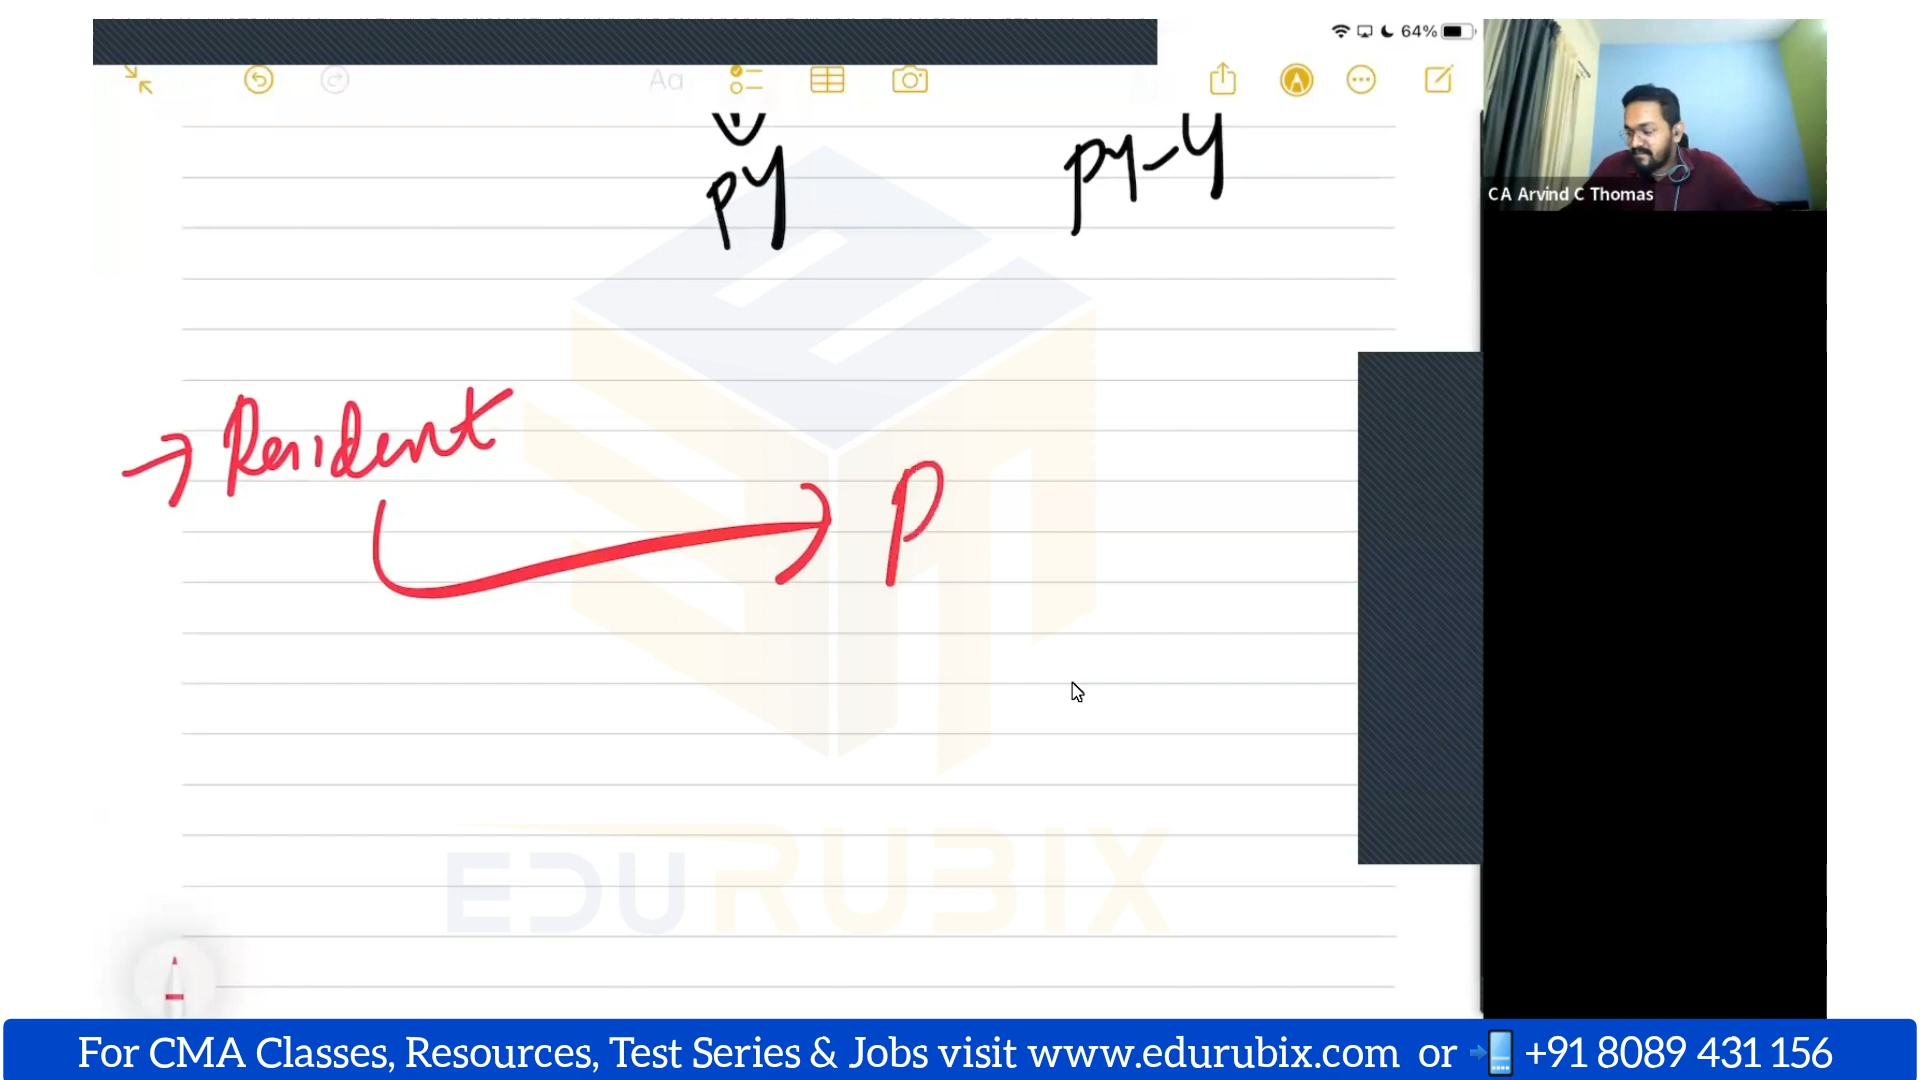 64%
Aa
PY
PY-4
CA Arvind C Thomas
→ Resident
P
EDURUBIX
For CMA Classes, Resources, Test Series & Jobs visit www.edurubix.com or +91 8089 431 156